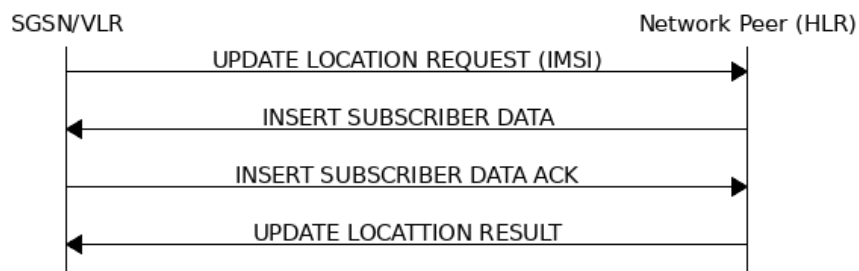 SGSN/VLR
Network Peer (HLR)
UPDATE LOCATION REQUEST (IMSI)
INSERT SUBSCRIBER DATA
INSERT SUBSCRIBER DATA ACK
UPDATE LOCATTION RESULT